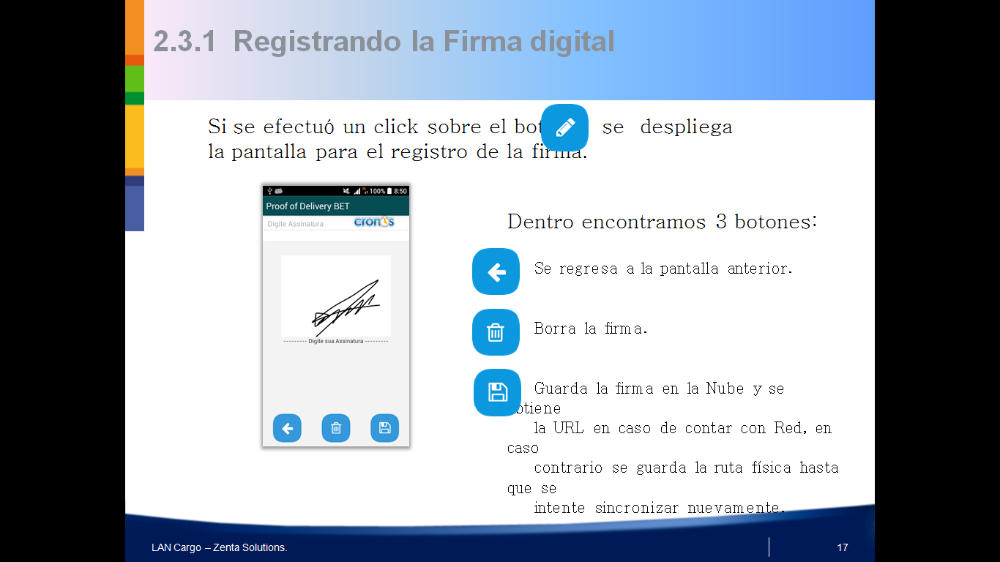 2.3.1 Registrando la Firma digital
Si se efectuó un click sobre el bot se despliega
la pantalla para el registro de la firma.
100% 8:50
Proof of Delivery BET
Digite Assinatura
cronos
--------- Digite sua Assinatura ---------
Dentro encontramos 3 botones:
Se regresa a la pantalla anterior.
Borra la firma.
Guarda la firma en la Nube y se
otiene
la URL en caso de contar con Red, en
caso
contrario se guarda la ruta física hasta
que se
intente sincronizar nuevamente.
LAN Cargo – Zenta Solutions.
17